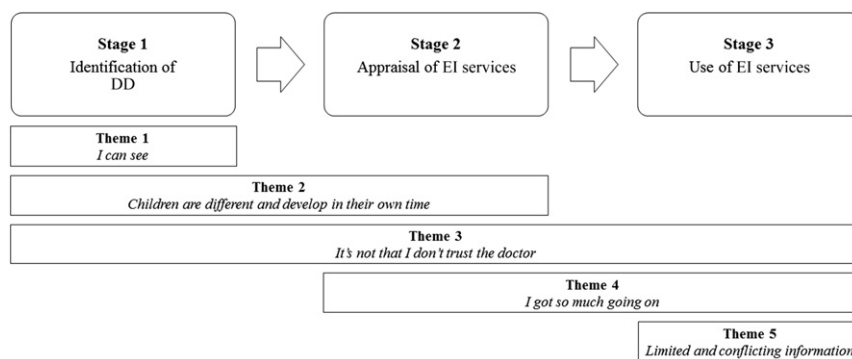 Stage 1
Identification of
DD
Stage 2
Appraisal of EI services
Stage 3
Use of EI services
Theme 1
I can see
Theme 2
Children are different and develop in their own time
Theme 3
It's not that I don't trust the doctor
Theme 4
I got so much going on
Theme 5
Limited and conflicting information